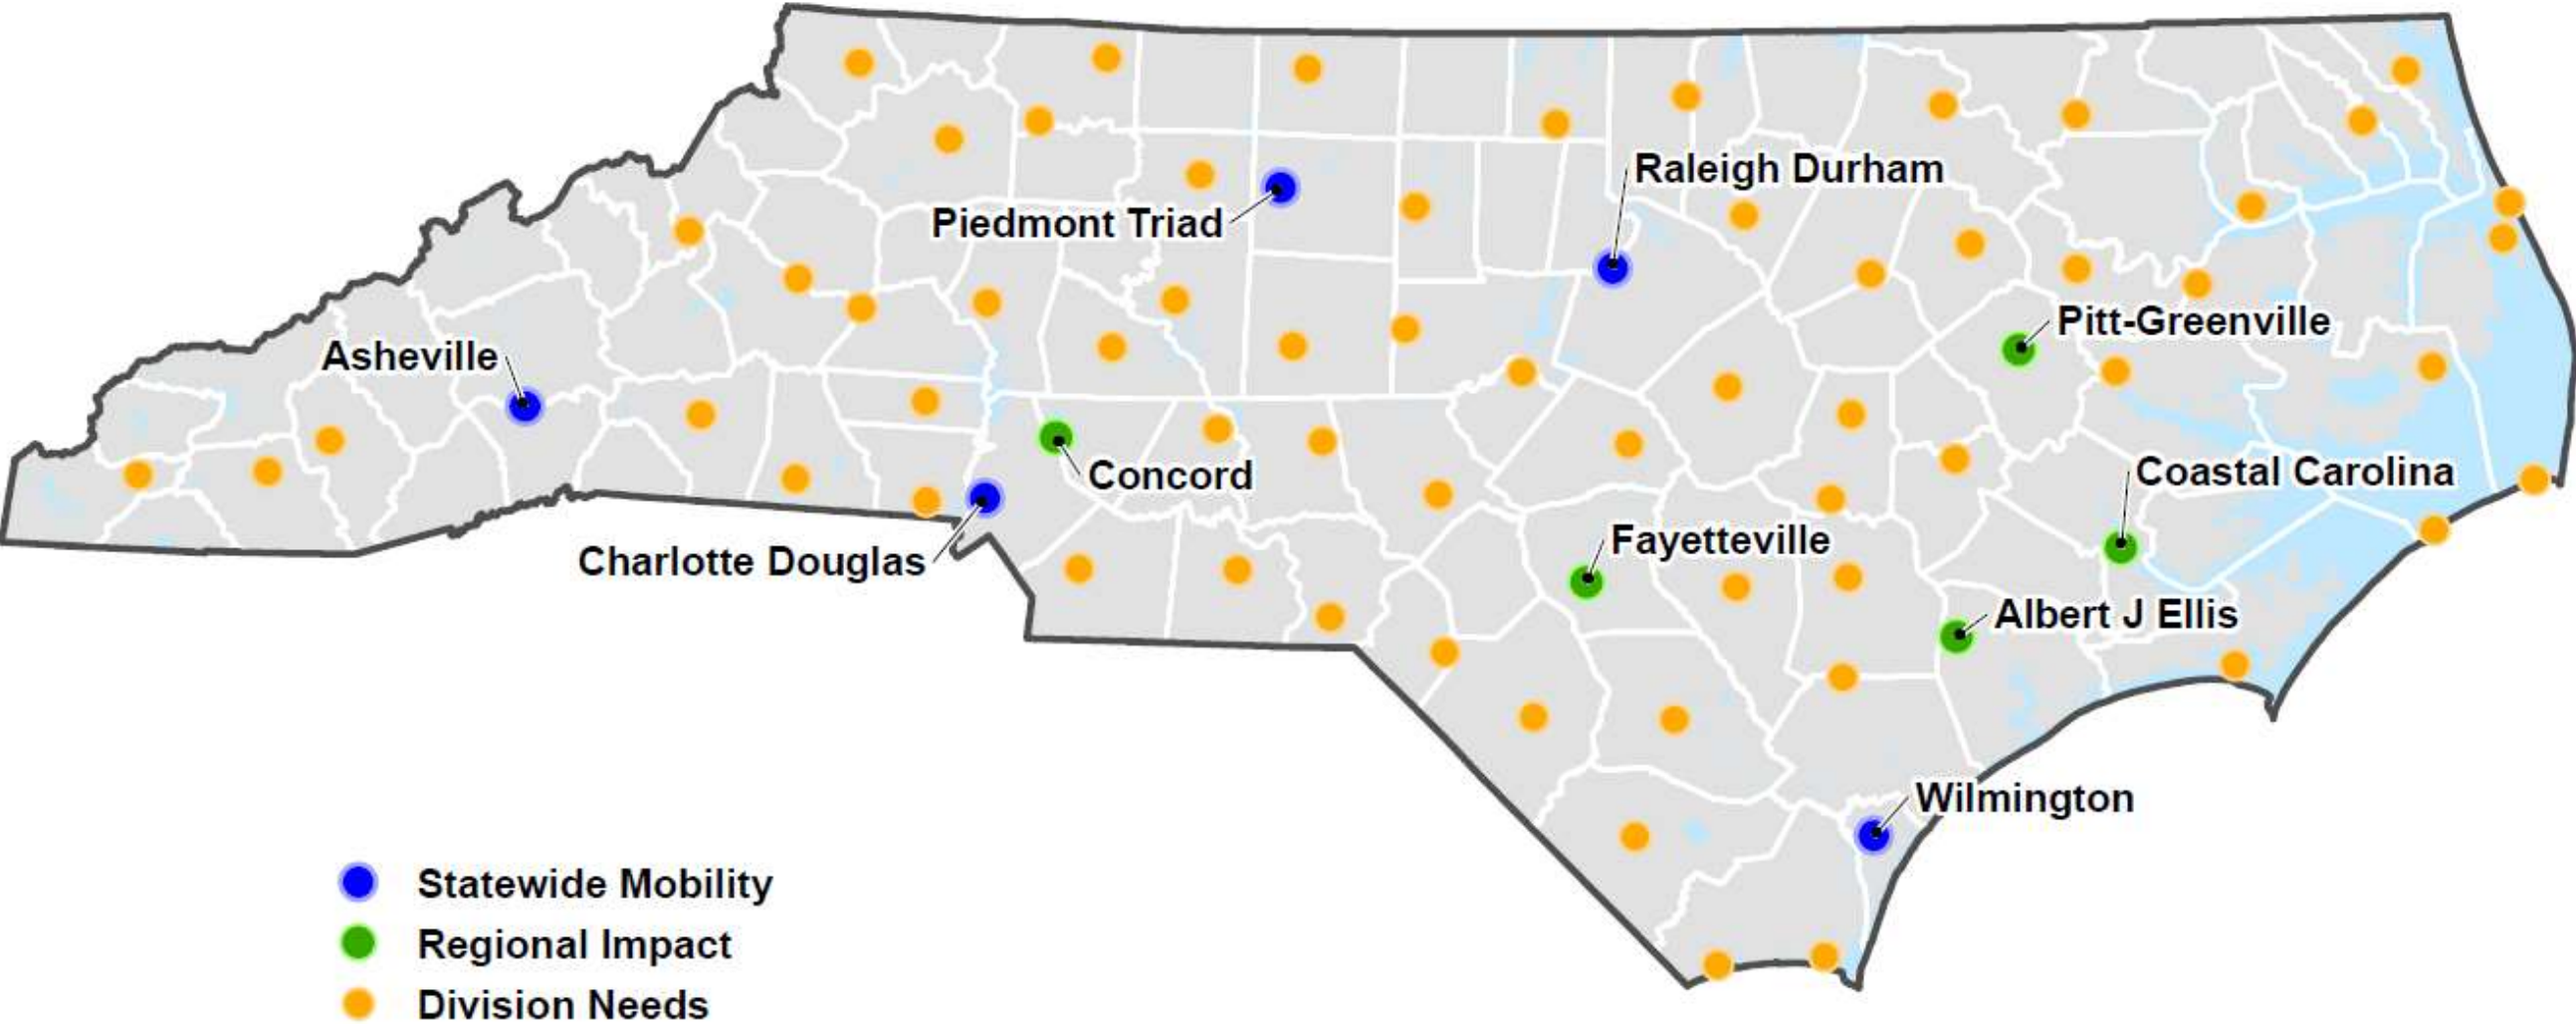 Raleigh Durham
Piedmont Triad
Pitt-Greenville
Asheville
Concord
Coastal Carolina
Fayetteville
Charlotte Douglas
Albert J Ellis
Wilmington
Statewide Mobility
Regional Impact
Division Needs